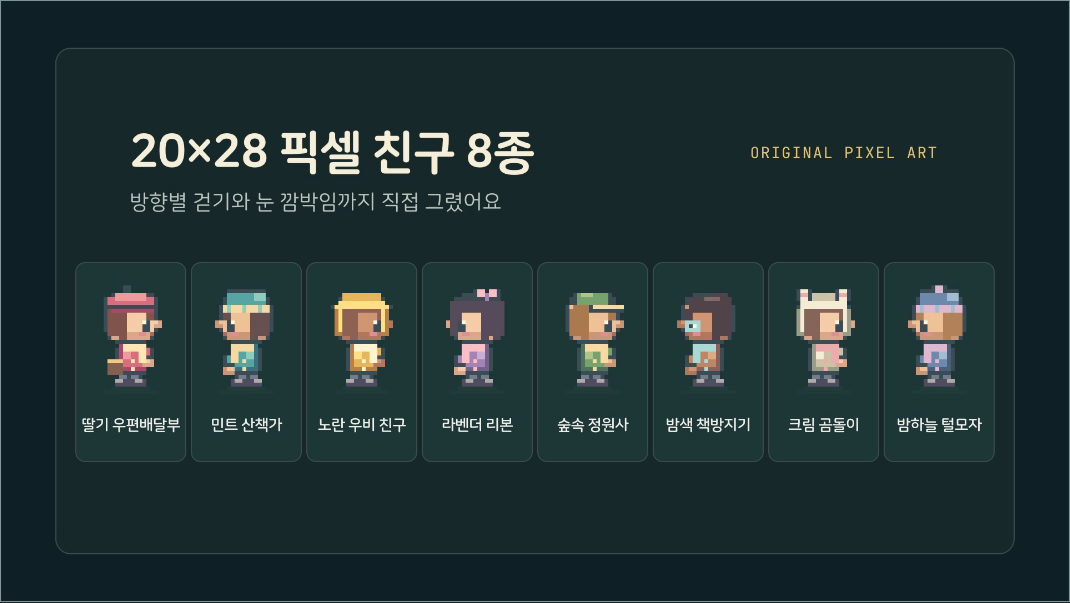 20×28 픽셀 친구 8종
ORIGINAL PIXEL ART
방향별 걷기와 눈 깜박임까지 직접 그렸어요
딸기 우편배달부
민트 산책가
노란 우비 친구
라벤더 리본
숲속 정원사
밤색 책방지기
크림 곰돌이
밤하늘 털모자